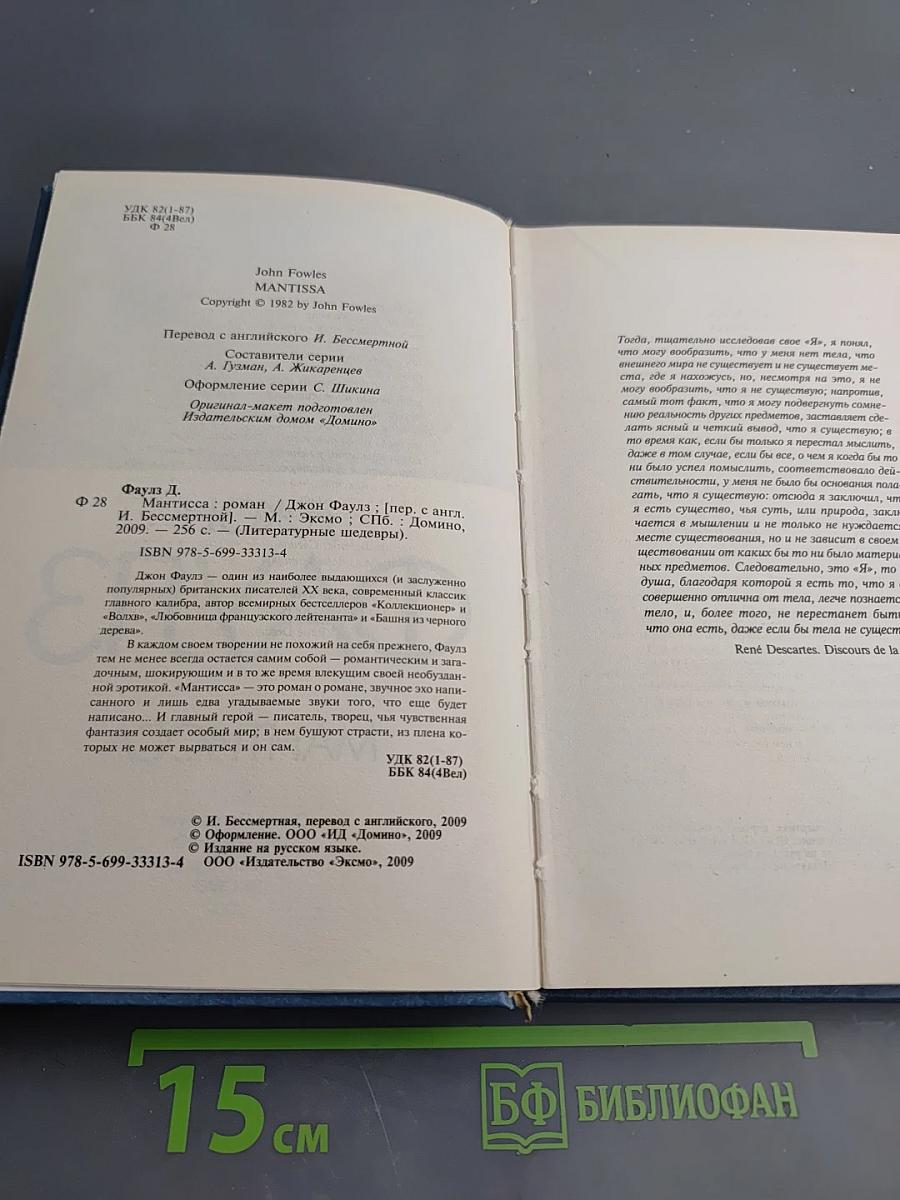 УДК 82(1-87)
ББК 84(4Вел)
Ф 28
John Fowles
MANTISSA
Copyright © 1982 by John Fowles
Перевод с английского И. Бессмертной
Составители серии
А. Гузман, А. Жикаренцев
Оформление серии С. Шикина
Оригинал-макет подготовлен
Издательским домом «Домино»
Фаулз Д.
Ф 28 Мантисса : роман / Джон Фаулз ; [пер. с англ.
И. Бессмертной]. — М. : Эксмо ; СПб. : Домино,
2009. — 256 с. — (Литературные шедевры).
ISBN 978-5-699-33313-4
Джон Фаулз — один из наиболее выдающихся (и заслуженно
популярных) британских писателей XX века, современный классик
главного калибра, автор всемирных бестселлеров «Коллекционер» и
«Волхв», «Любовница французского лейтенанта» и «Башня из черного
дерева».
В каждом своем творении не похожий на себя прежнего, Фаулз
тем не менее всегда остается самим собой — романтическим и зага-
дочным, шокирующим и в то же время влекущим своей необуздан-
ной эротикой. «Мантисса» — это роман о романе, звучное эхо напи-
санного и лишь едва угадываемые звуки того, что еще будет
написано... И главный герой — писатель, творец, чья чувственная
фантазия создает особый мир; в нем бушуют страсти, из плена ко-
торых не может вырваться и он сам.
УДК 82(1-87)
ББК 84(4Вел)
© И. Бессмертная, перевод с английского, 2009
© Оформление. ООО «ИД «Домино», 2009
© Издание на русском языке.
ISBN 978-5-699-33313-4 ООО «Издательство «Эксмо», 2009
Тогда, тщательно исследовав свое «Я», я понял,
что могу вообразить, что у меня нет тела, что
внешнего мира не существует и не существует ме-
ста, где я нахожусь, но, несмотря на это, я не
могу вообразить, что я не существую; напротив,
самый тот факт, что я могу подвергнуть сомне-
нию реальность других предметов, заставляет сде-
лать ясный и четкий вывод, что я существую; в
то время как, если бы только я перестал мыслить,
даже в том случае, если бы все, о чем я когда бы то
ни было успел помыслить, соответствовало дей-
ствительности, у меня не было бы основания пола-
гать, что я существую: отсюда я заключил, чт
я есть существо, чья суть, или природа, заклю
чается в мышлении и не только не нуждаетс
месте существования, но и не зависит в своем
ществовании от каких бы то ни было матери
ных предметов. Следовательно, это «Я», то
душа, благодаря которой я есть то, что я
совершенно отлична от тела, легче познаетс
тело, и, более того, не перестанет быт
что она есть, даже если бы тела не сущест
René Descartes. Discours de la
15 см
БФ БИБЛИОФАН